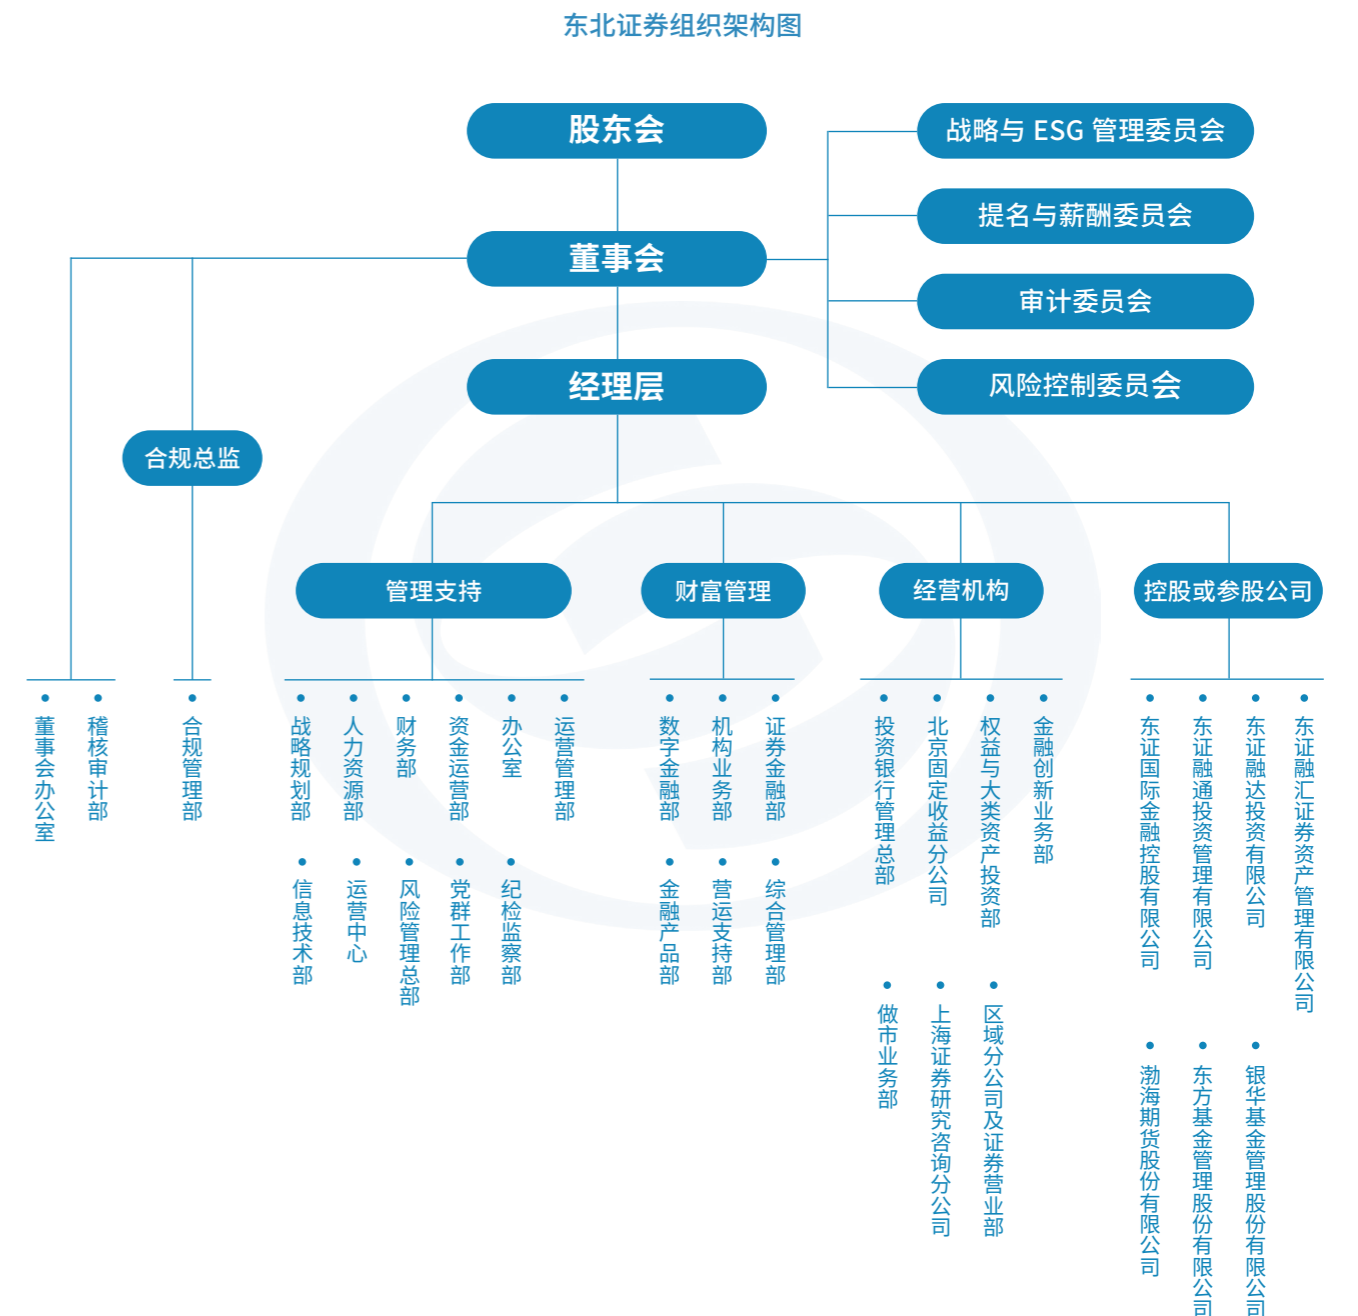 东北证券组织架构图
股东会
董事会
经理层
战略与 ESG 管理委员会
提名与薪酬委员会
审计委员会
风险控制委员会
合规总监
管理支持
财富管理
经营机构
控股或参股公司
董事会办公室
稽核审计部
合规管理部
战略规划部
人力资源部
财务部
资金运营部
办公室
运营管理部
信息技术部
运营中心
风险管理总部
党群工作部
纪检监察部
数字金融部
机构业务部
证券金融部
金融产品部
营运支持部
综合管理部
投资银行管理总部
北京固定收益分公司
权益与大类资产投资部
金融创新业务部
做市业务部
上海证券研究咨询分公司
区域分公司及证券营业部
东证国际金融控股有限公司
东证融通投资管理有限公司
东证融达投资有限公司
东证融汇证券资产管理有限公司
渤海期货股份有限公司
东方基金管理股份有限公司
银华基金管理股份有限公司